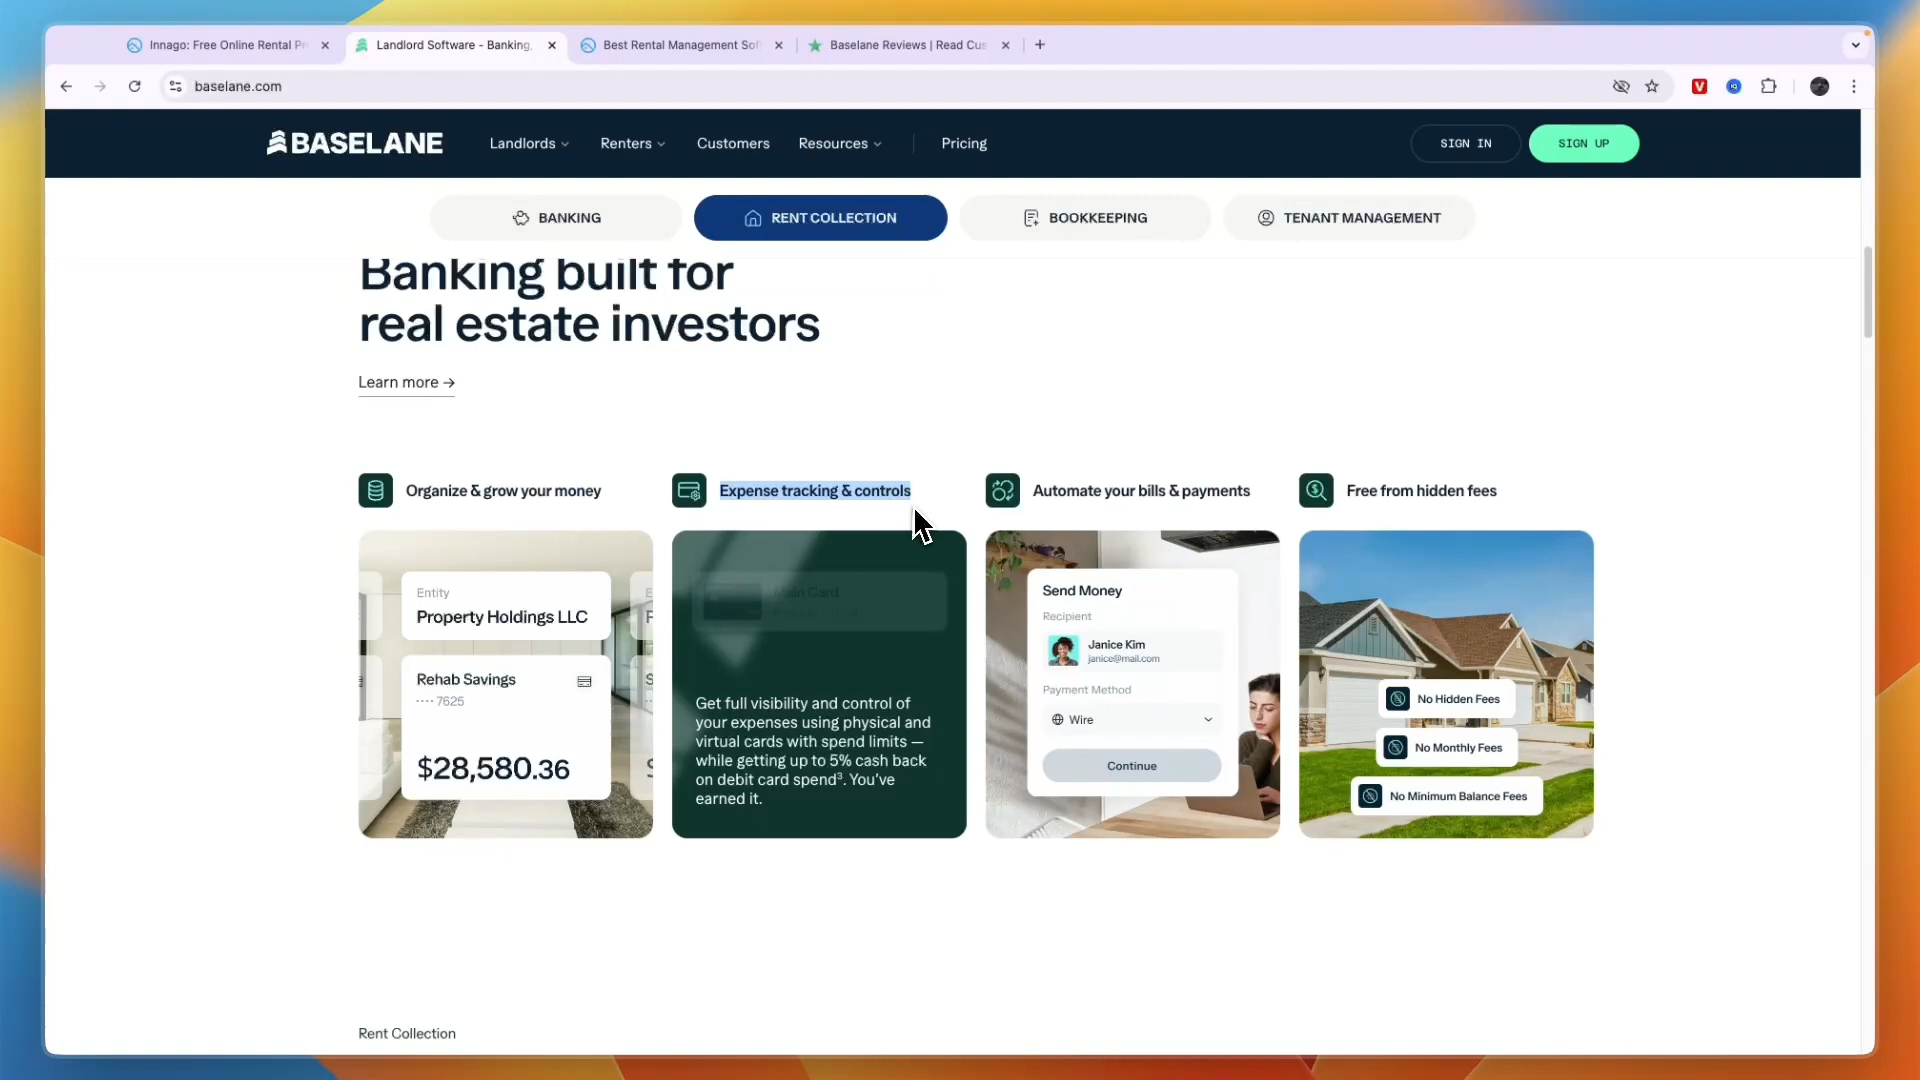 Innago: Free Online Rental Pr
Landlord Software - Banking,
Best Rental Management Sof
Baselane Reviews | Read Cus
baselane.com
BASELANE
Landlords
Renters
Customers
Resources
Pricing
SIGN IN
SIGN UP
BANKING
RENT COLLECTION
BOOKKEEPING
TENANT MANAGEMENT
Banking built for
real estate investors
Learn more →
Organize & grow your money
Expense tracking & controls
Automate your bills & payments
Free from hidden fees
Entity
Property Holdings LLC
Rehab Savings
···· 7625
$28,580.36
Main Card
Get full visibility and control of
your expenses using physical and
virtual cards with spend limits —
while getting up to 5% cash back
on debit card spend³. You’ve
earned it.
Send Money
Recipient
Janice Kim
janice@mail.com
Payment Method
Wire
Continue
No Hidden Fees
No Monthly Fees
No Minimum Balance Fees
Rent Collection